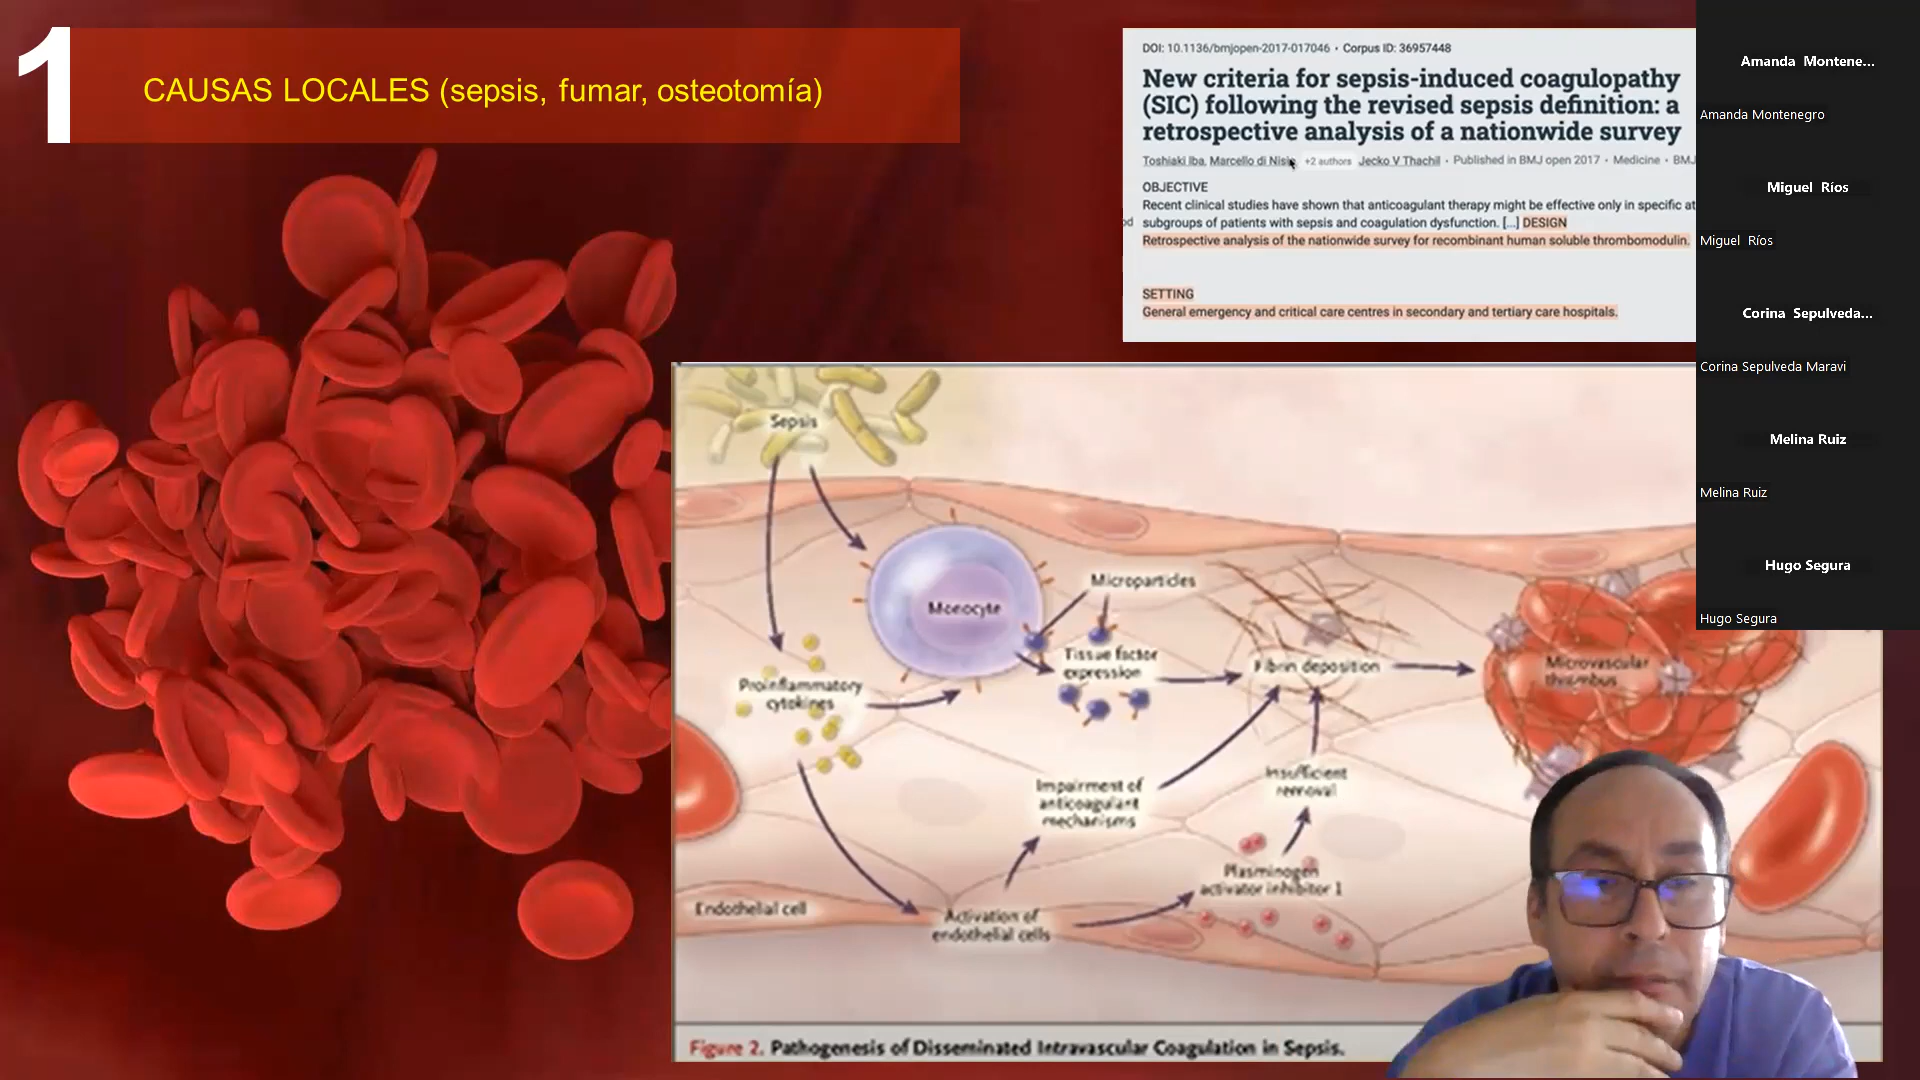 1
CAUSAS LOCALES (sepsis, fumar, osteotomía)
DOI: 10.1136/bmjopen-2017-017046 • Corpus ID: 36957448
New criteria for sepsis-induced coagulopathy
(SIC) following the revised sepsis definition: a
retrospective analysis of a nationwide survey
Toshiaki Iba, Marcello di Nisio, +2 authors Jecko V Thachil • Published in BMJ open 2017 • Medicine • BMJ
OBJECTIVE
Recent clinical studies have shown that anticoagulant therapy might be effective only in specific at
subgroups of patients with sepsis and coagulation dysfunction. [...] DESIGN
Retrospective analysis of the nationwide survey for recombinant human soluble thrombomodulin.
SETTING
General emergency and critical care centres in secondary and tertiary care hospitals.
Sepsis
Monocyte
Microparticles
Tissue factor
expression
Fibrin deposition
Microvascular
thrombus
Proinflammatory
cytokines
Impairment of
anticoagulant
mechanisms
Insufficient
removal
Plasminogen
activator inhibitor 1
Endothelial cell
Activation of
endothelial cells
Figure 2. Pathogenesis of Disseminated Intravascular Coagulation in Sepsis.
Amanda Montene...
Amanda Montenegro
Miguel Ríos
Miguel Ríos
Corina Sepulveda...
Corina Sepulveda Maravi
Melina Ruiz
Melina Ruiz
Hugo Segura
Hugo Segura